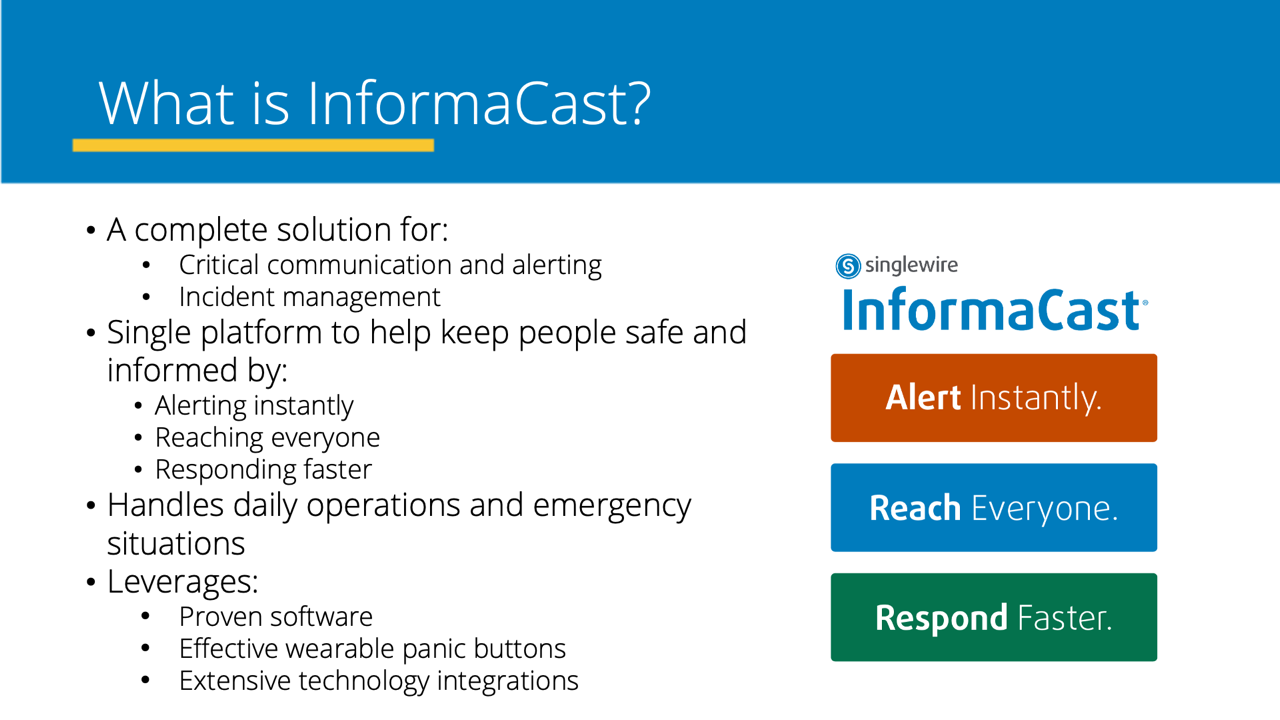 What is InformaCast?
• A complete solution for:
• Critical communication and alerting
• Incident management
• Single platform to help keep people safe and
informed by:
• Alerting instantly
• Reaching everyone
• Responding faster
• Handles daily operations and emergency
situations
• Leverages:
• Proven software
• Effective wearable panic buttons
• Extensive technology integrations
singlewire
InformaCast®
Alert Instantly.
Reach Everyone.
Respond Faster.